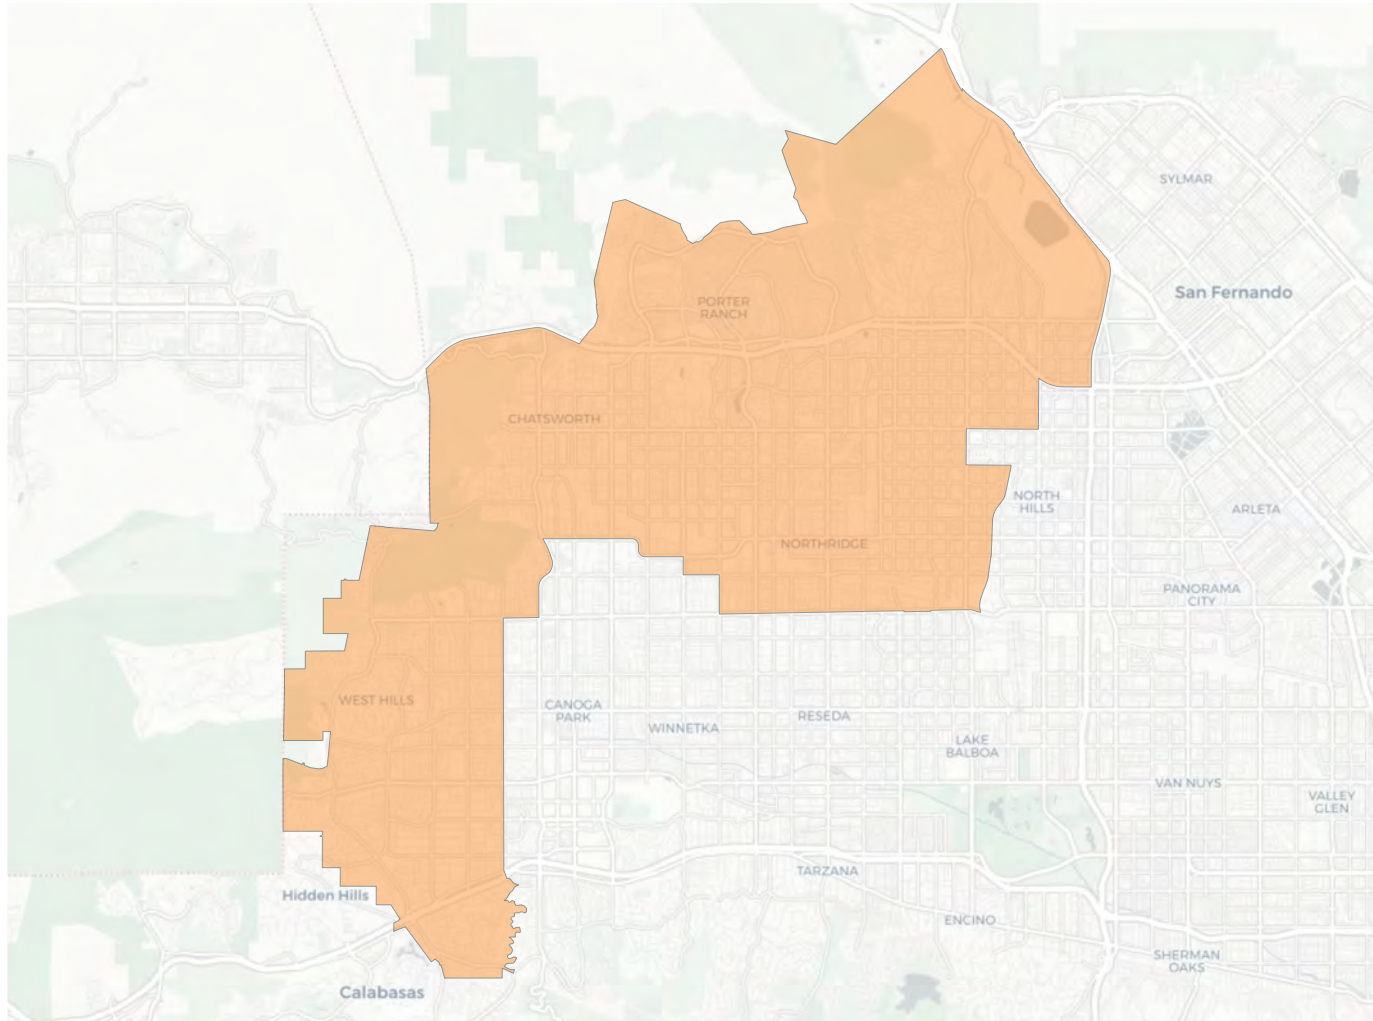 SYLMAR
San Fernando
PORTER
RANCH
CHATSWORTH
NORTH
HILLS
ARLETA
NORTHRIDGE
PANORAMA
CITY
WEST HILLS
CANOGA
PARK
WINNETKA
RESEDA
LAKE
BALBOA
VAN NUYS
VALLEY
GLEN
TARZANA
Hidden Hills
ENCINO
SHERMAN
OAKS
Calabasas